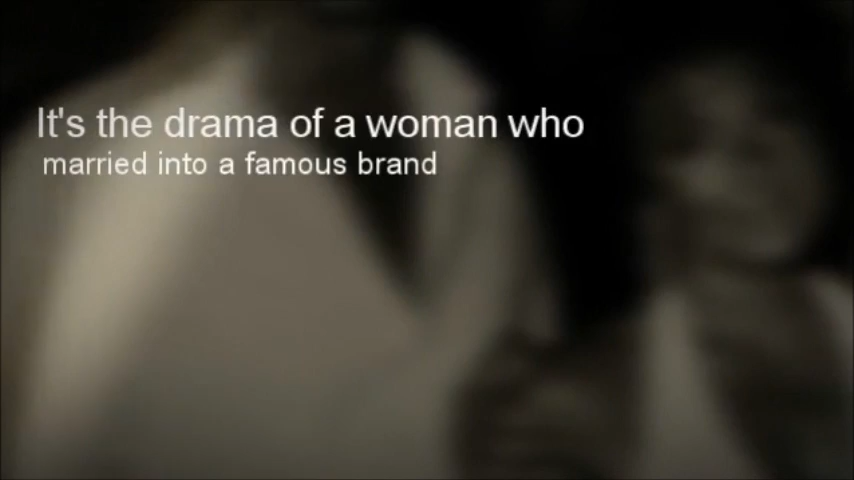 It's the drama of a woman who
married into a famous brand